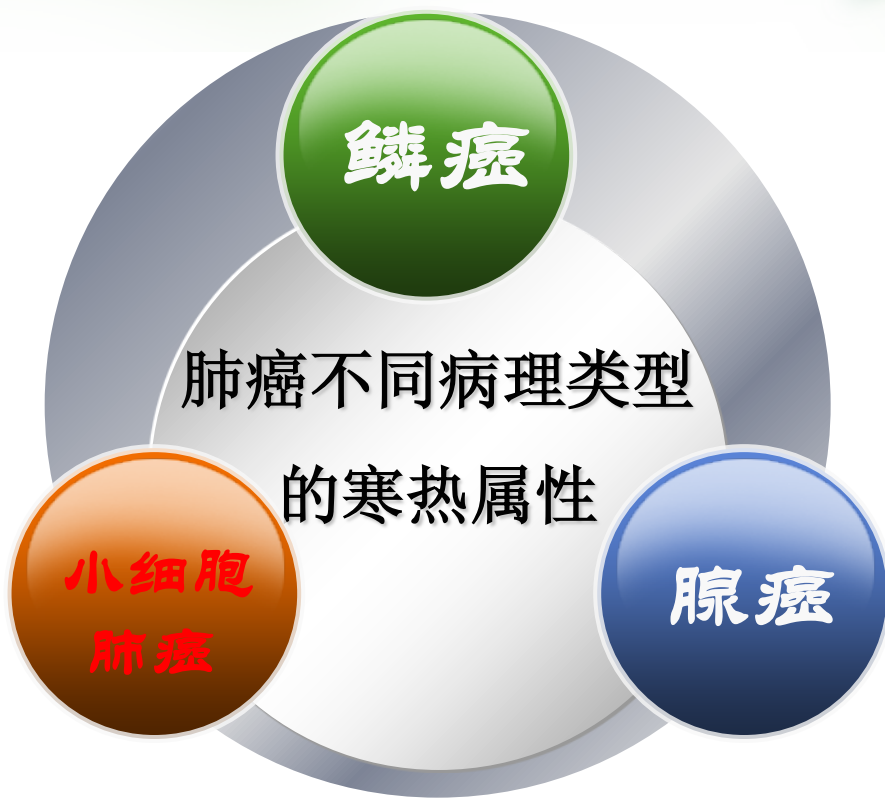 鳞癌
肺癌不同病理类型
的寒热属性
小细胞
肺癌
腺癌